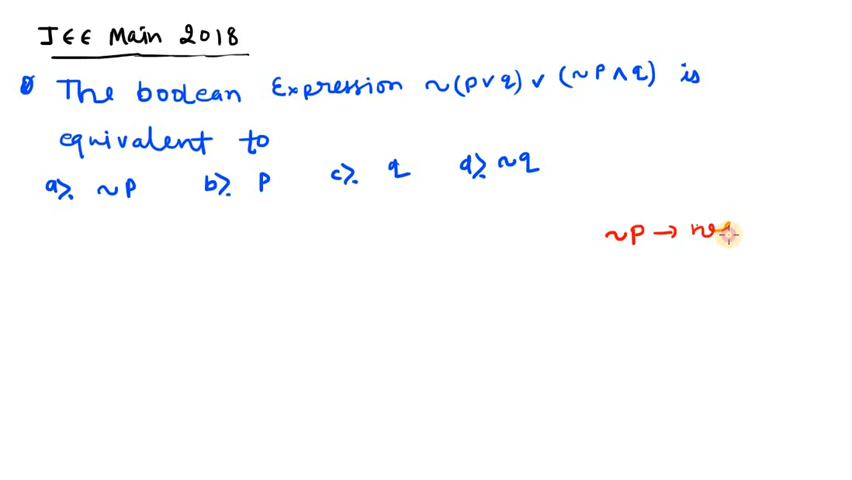 JEE Main 2018
The boolean Expression ~(p∨q) ∨ (~p∧q) is
equivalent to
a⟩. ~p b⟩. p c⟩. q d⟩. ~q
~p →